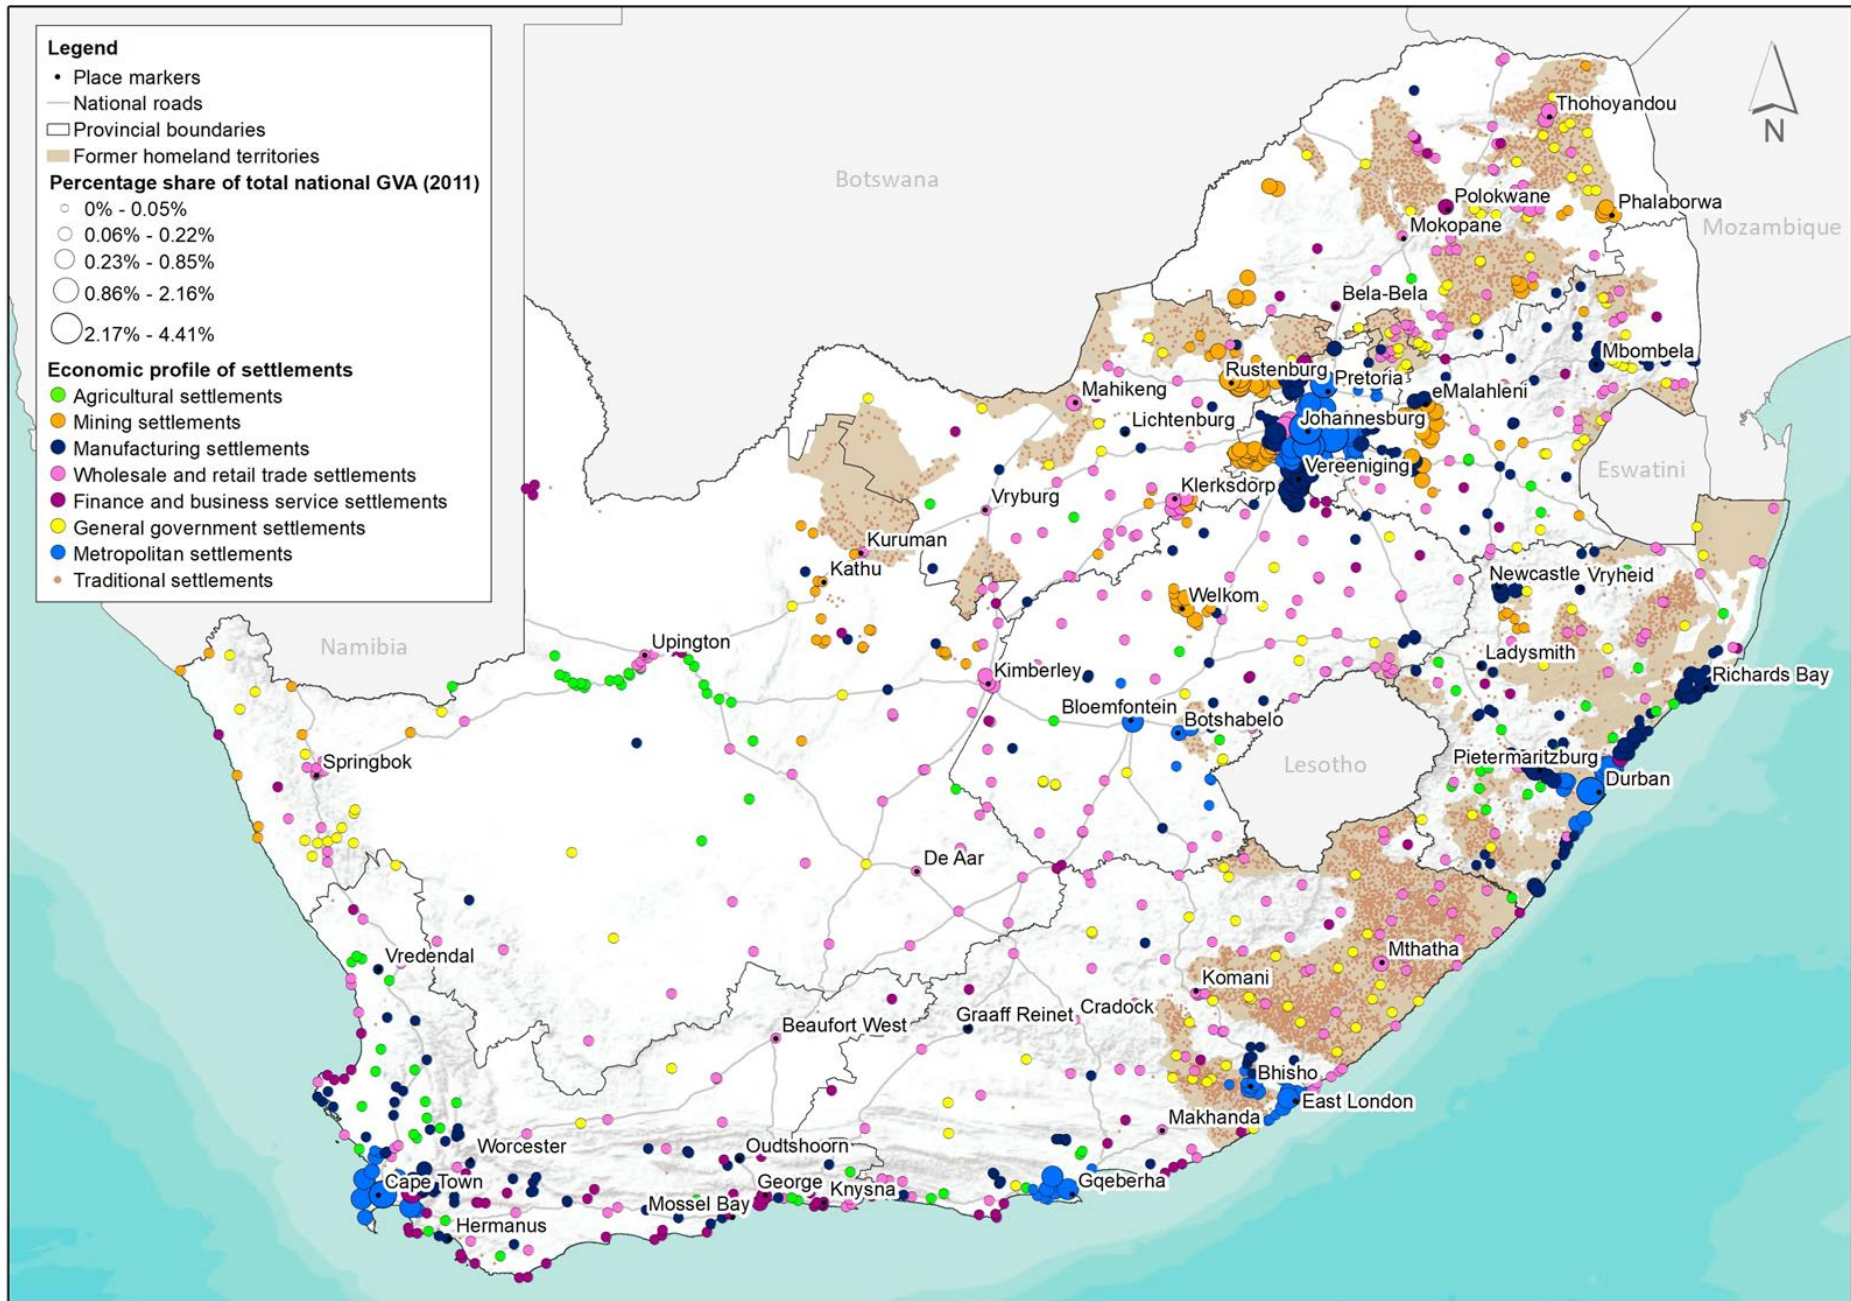 Legend
Place markers
National roads
Provincial boundaries
Former homeland territories
Percentage share of total national GVA (2011)
0% - 0.05%
0.06% - 0.22%
0.23% - 0.85%
0.86% - 2.16%
2.17% - 4.41%
Economic profile of settlements
Agricultural settlements
Mining settlements
Manufacturing settlements
Wholesale and retail trade settlements
Finance and business service settlements
General government settlements
Metropolitan settlements
Traditional settlements
N
Botswana
Mozambique
Namibia
Eswatini
Lesotho
Thohoyandou
Polokwane
Phalaborwa
Mokopane
Bela-Bela
Mbombela
Rustenburg
Pretoria
eMalahleni
Mahikeng
Lichtenburg
Johannesburg
Vereeniging
Klerksdorp
Vryburg
Kuruman
Kathu
Welkom
Newcastle
Vryheid
Upington
Ladysmith
Kimberley
Richards Bay
Bloemfontein
Botshabelo
Springbok
Pietermaritzburg
Durban
De Aar
Vredendal
Mthatha
Komani
Cradock
Graaff Reinet
Beaufort West
Bhisho
East London
Makhanda
Worcester
Oudtshoorn
Cape Town
George
Knysna
Gqeberha
Mossel Bay
Hermanus